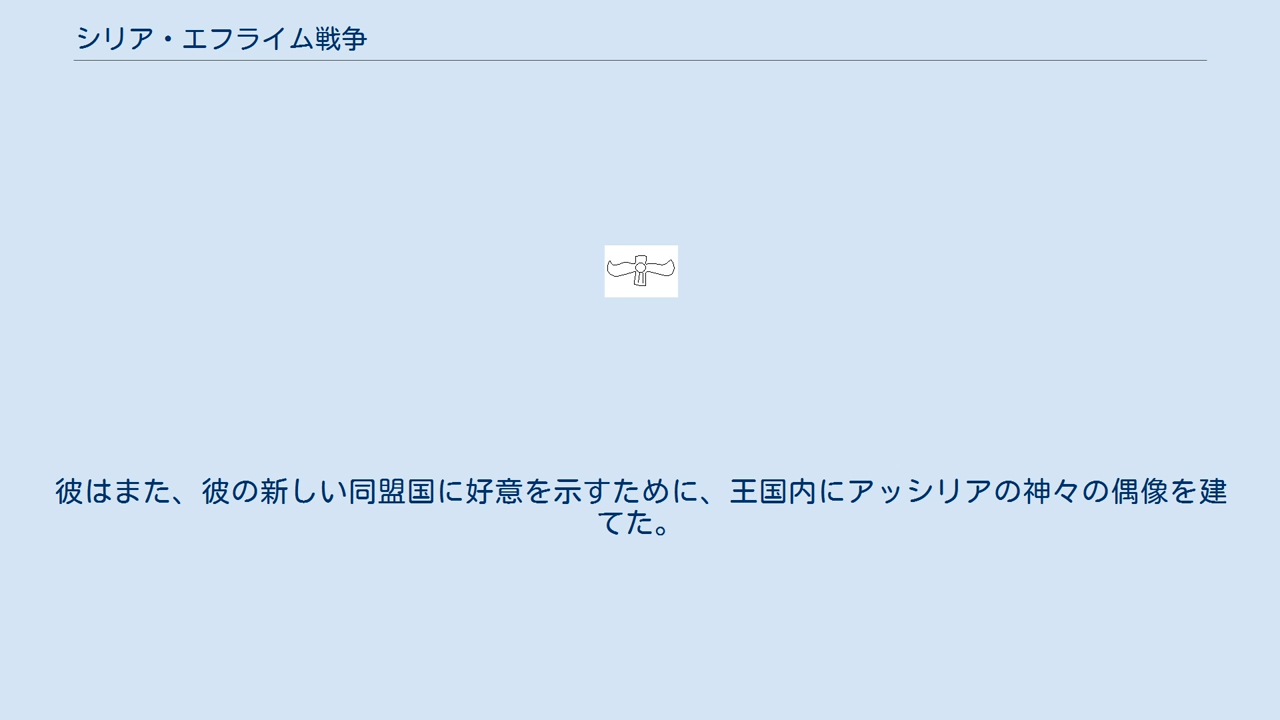 シリア・エフライム戦争
彼はまた、彼の新しい同盟国に好意を示すために、王国内にアッシリアの神々の偶像を建
てた。